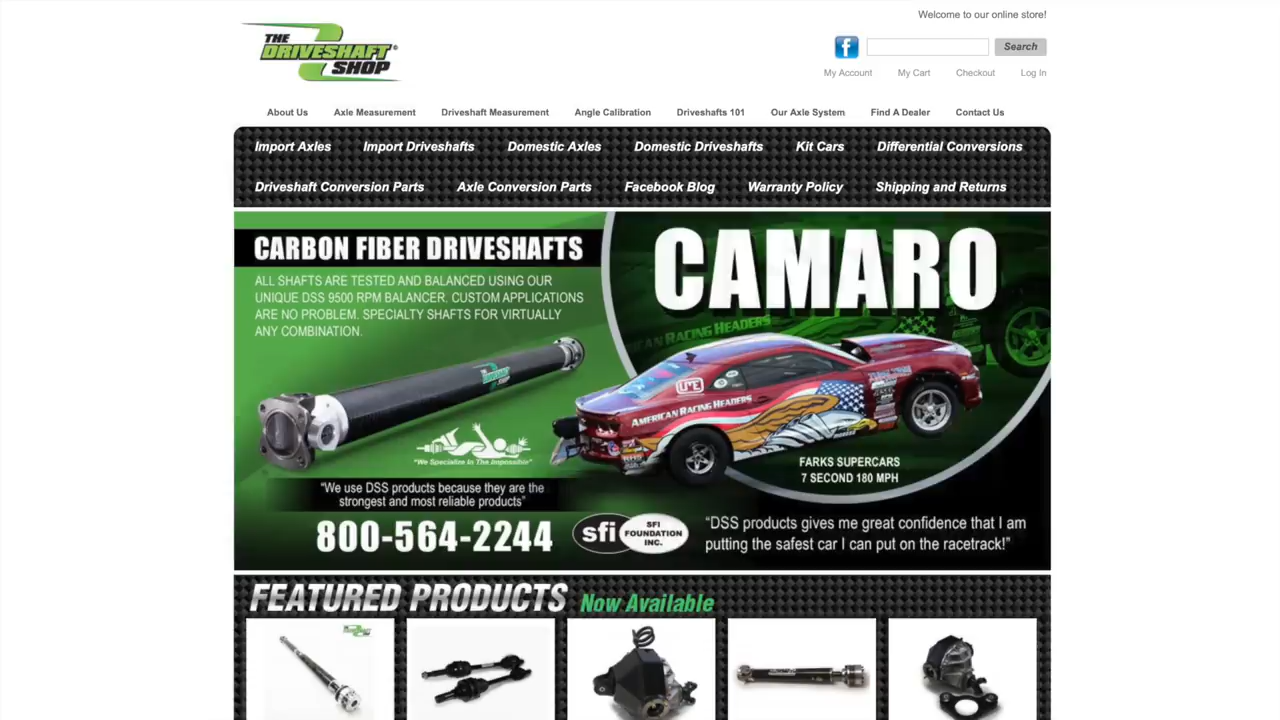 Welcome to our online store!
THE
DRIVESHAFT
SHOP
Search
My Account My Cart Checkout Log In
About Us Axle Measurement Driveshaft Measurement Angle Calibration Driveshafts 101 Our Axle System Find A Dealer Contact Us
Import Axles Import Driveshafts Domestic Axles Domestic Driveshafts Kit Cars Differential Conversions
Driveshaft Conversion Parts Axle Conversion Parts Facebook Blog Warranty Policy Shipping and Returns
CARBON FIBER DRIVESHAFTS
ALL SHAFTS ARE TESTED AND BALANCED USING OUR
UNIQUE DSS 9500 RPM BALANCER. CUSTOM APPLICATIONS
ARE NO PROBLEM. SPECIALTY SHAFTS FOR VIRTUALLY
ANY COMBINATION.
CAMARO
AMERICAN RACING HEADERS
FARKS SUPERCARS
7 SECOND 180 MPH
"We Specialize In The Impossible"
"We use DSS products because they are the
strongest and most reliable products"
800-564-2244
sfi
SFI
FOUNDATION
INC.
"DSS products gives me great confidence that I am
putting the safest car I can put on the racetrack!"
FEATURED PRODUCTS Now Available